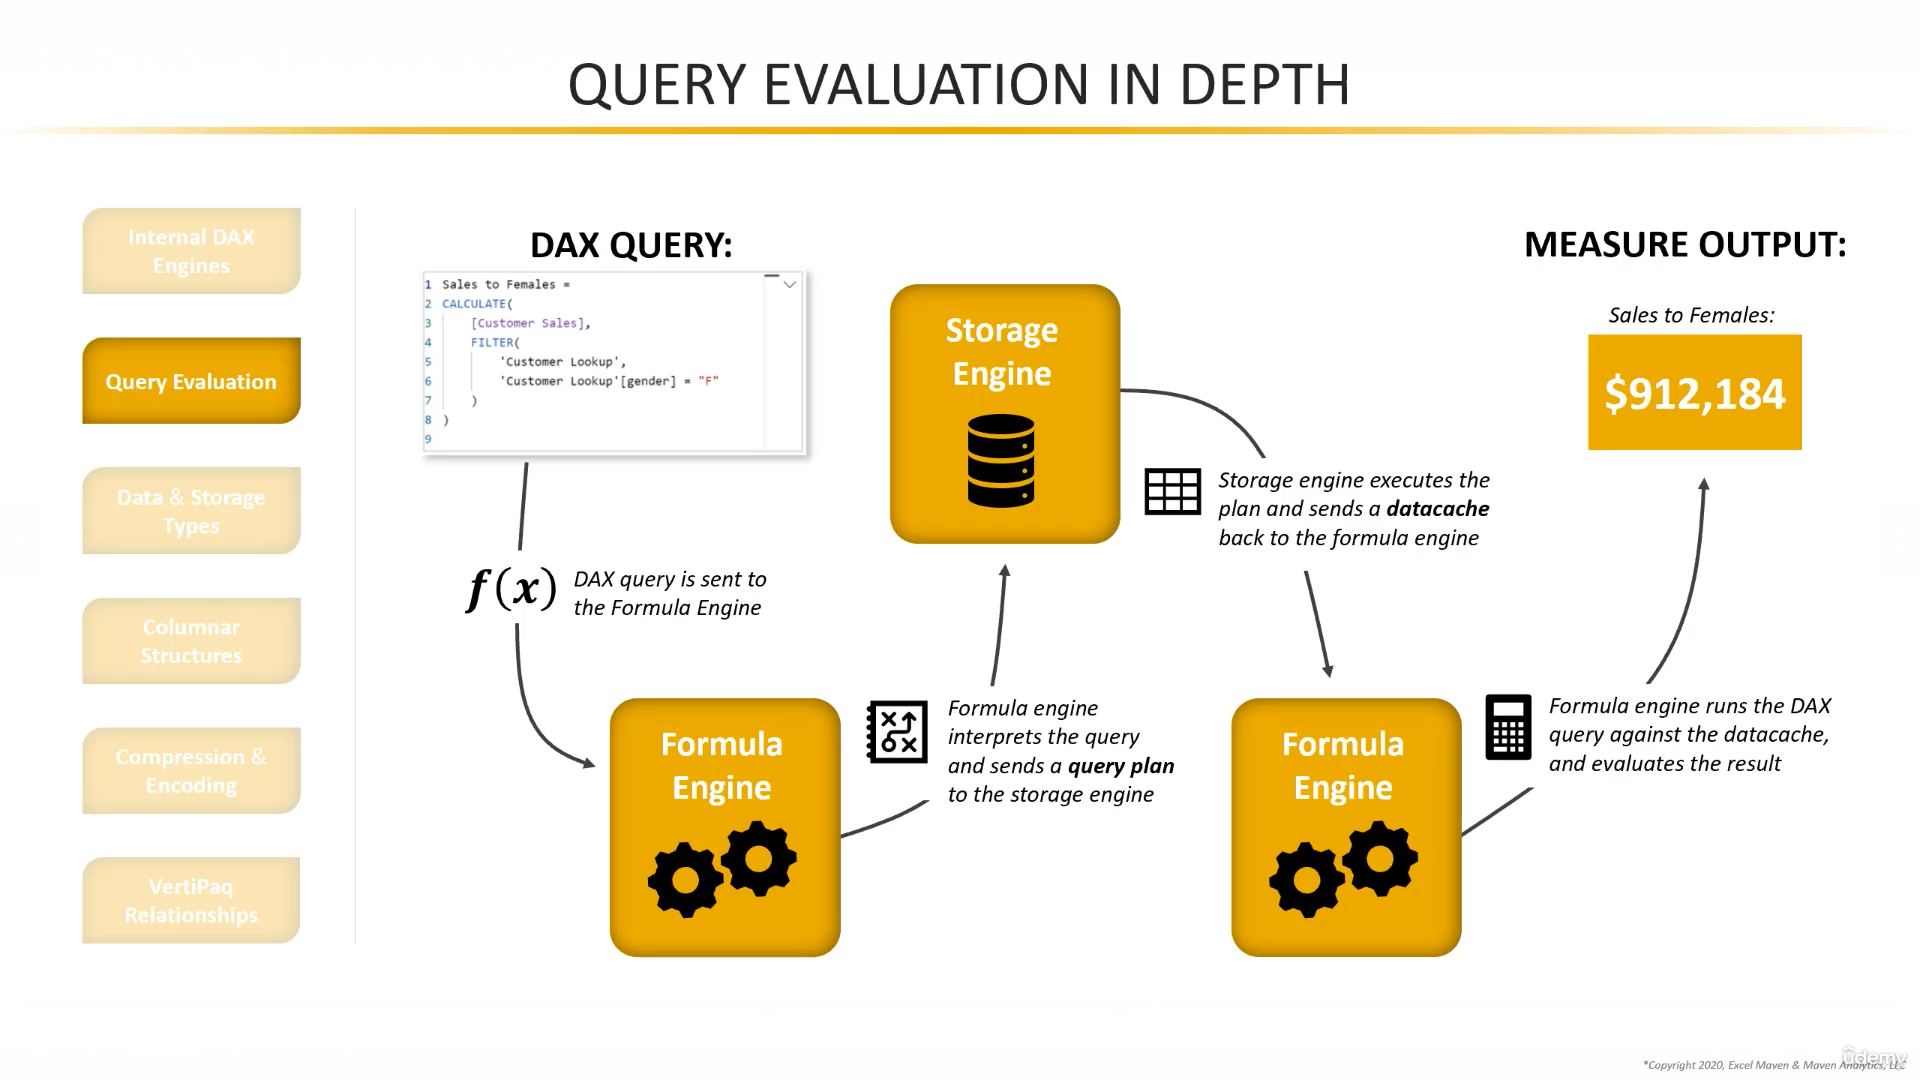 QUERY EVALUATION IN DEPTH
Internal DAX
Engines
Query Evaluation
Data & Storage
Types
Columnar
Structures
Compression &
Encoding
VertiPaq
Relationships
DAX QUERY:
1 Sales to Females =
2 CALCULATE(
3 [Customer Sales],
4 FILTER(
5 'Customer Lookup',
6 'Customer Lookup'[gender] = "F"
7 )
8 )
9
f(x)
DAX query is sent to
the Formula Engine
Formula
Engine
Formula engine
interprets the query
and sends a query plan
to the storage engine
Storage
Engine
Storage engine executes the
plan and sends a datacache
back to the formula engine
Formula
Engine
Formula engine runs the DAX
query against the datacache,
and evaluates the result
MEASURE OUTPUT:
Sales to Females:
$912,184
*Copyright 2020, Excel Maven & Maven Analytics, LLC
udemy